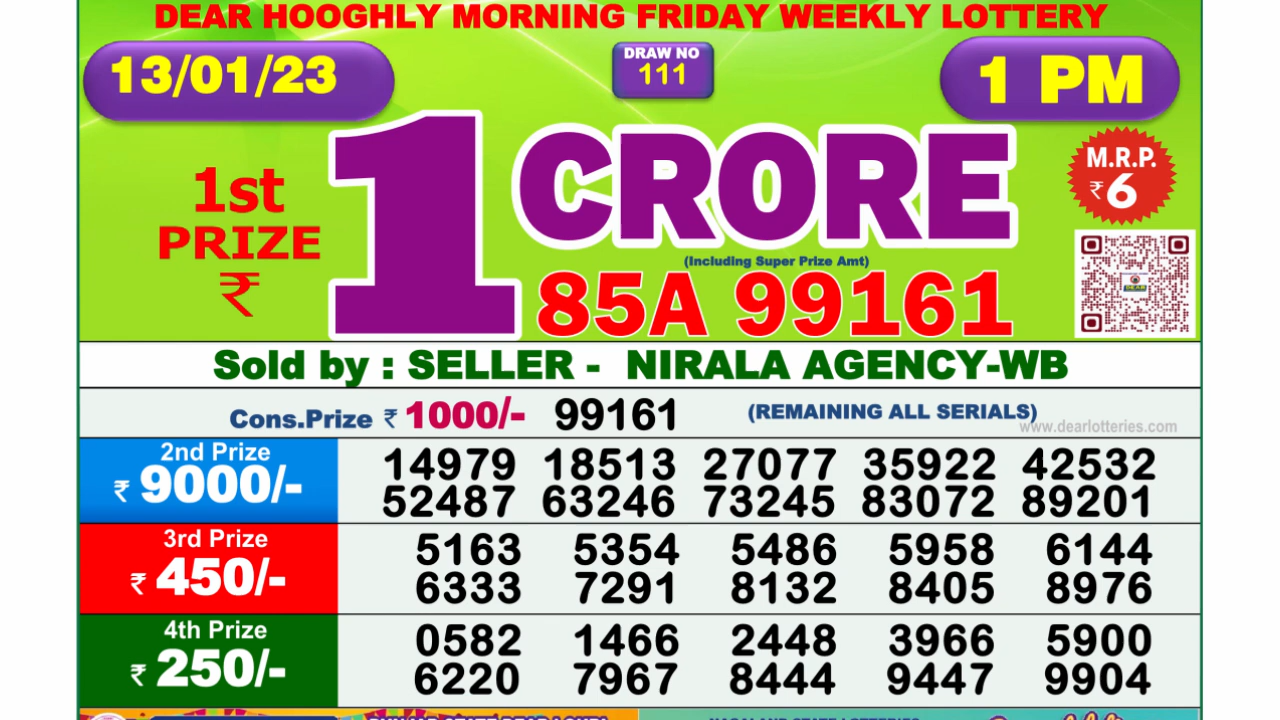 DEAR HOOGHLY MORNING FRIDAY WEEKLY LOTTERY
13/01/23
DRAW NO
111
1 PM
1st
PRIZE
₹
1 CRORE
(Including Super Prize Amt)
85A 99161
M.R.P.
₹ 6
Sold by : SELLER - NIRALA AGENCY-WB
Cons.Prize ₹ 1000/- 99161 (REMAINING ALL SERIALS)
www.dearlotteries.com
2nd Prize
₹ 9000/-
14979 18513 27077 35922 42532
52487 63246 73245 83072 89201
3rd Prize
₹ 450/-
5163 5354 5486 5958 6144
6333 7291 8132 8405 8976
4th Prize
₹ 250/-
0582 1466 2448 3966 5900
6220 7967 8444 9447 9904